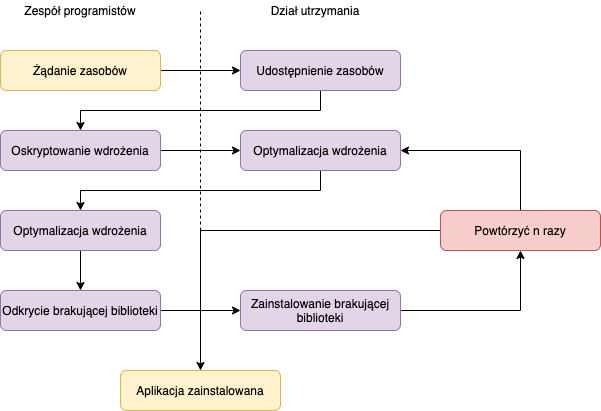 Zespół programistów
Dział utrzymania
Żądanie zasobów
Udostępnienie zasobów
Oskryptowanie wdrożenia
Optymalizacja wdrożenia
Optymalizacja wdrożenia
Powtórzyć n razy
Odkrycie brakującej biblioteki
Zainstalowanie brakującej
biblioteki
Aplikacja zainstalowana